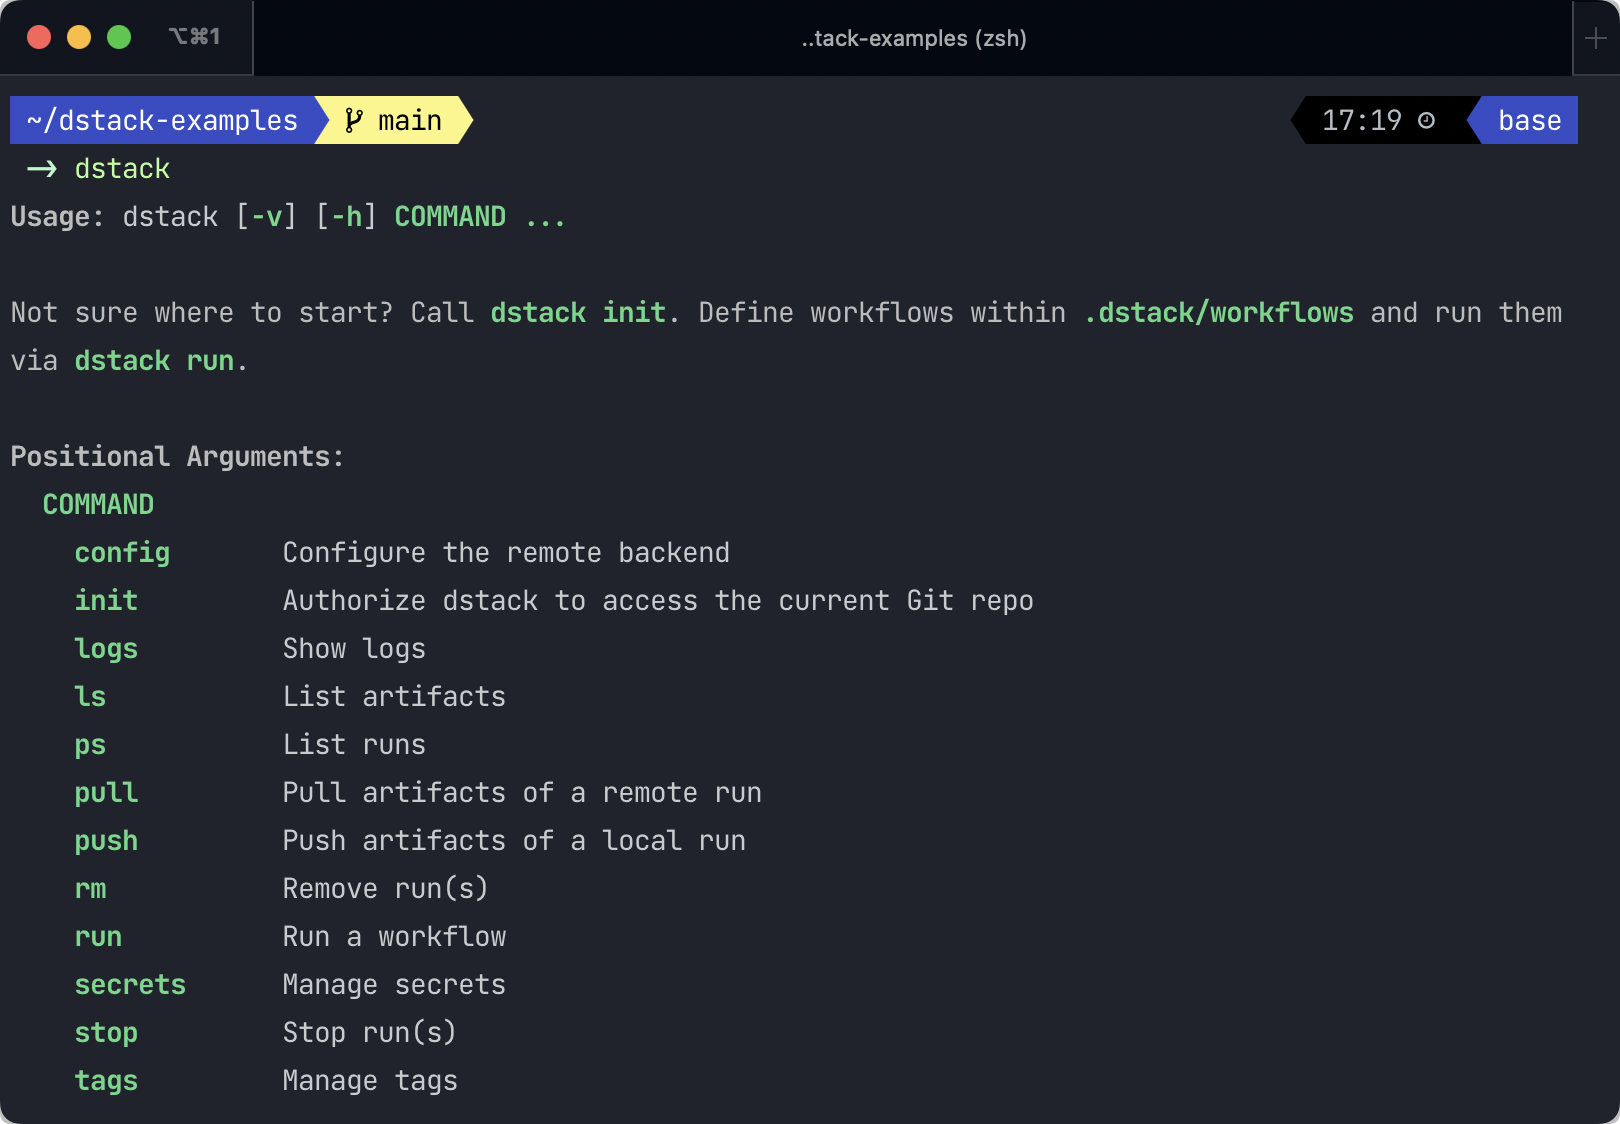 ⌥⌘1 ..tack-examples (zsh) +
~/dstack-examples main 17:19 base
→ dstack
Usage: dstack [-v] [-h] COMMAND ...
Not sure where to start? Call dstack init. Define workflows within .dstack/workflows and run them
via dstack run.
Positional Arguments:
COMMAND
config Configure the remote backend
init Authorize dstack to access the current Git repo
logs Show logs
ls List artifacts
ps List runs
pull Pull artifacts of a remote run
push Push artifacts of a local run
rm Remove run(s)
run Run a workflow
secrets Manage secrets
stop Stop run(s)
tags Manage tags